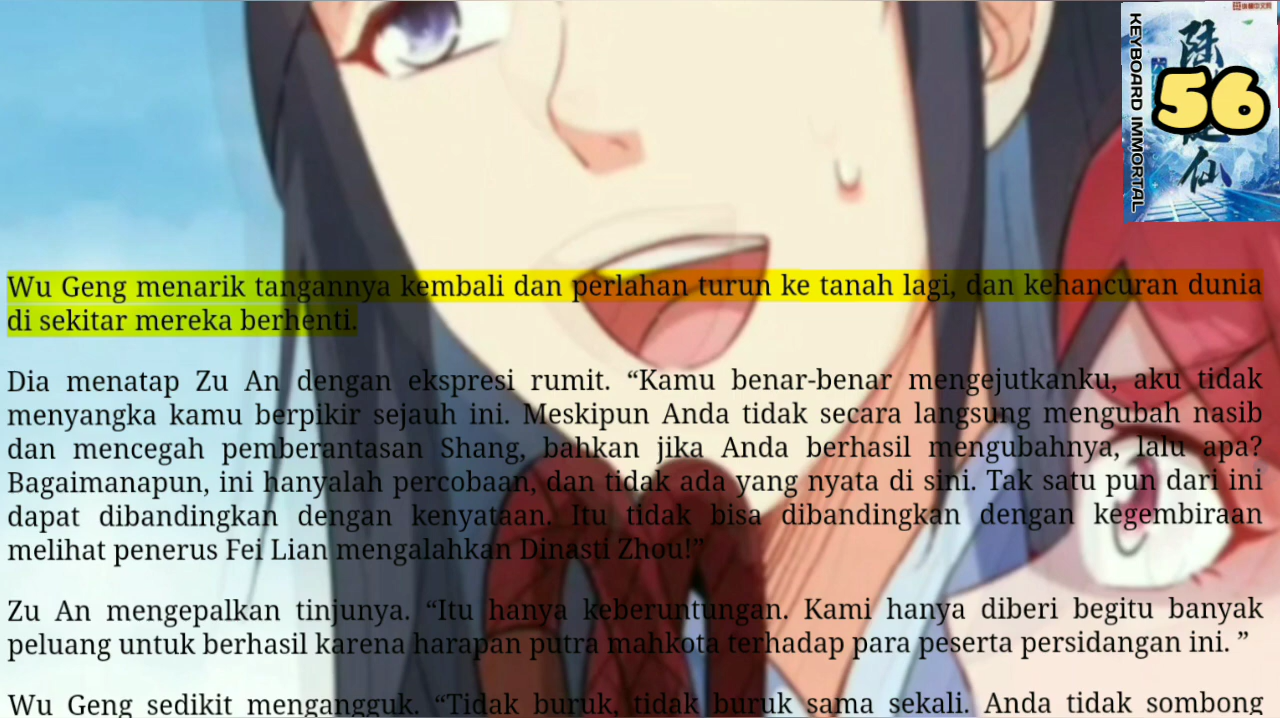 KEYBOARD IMMORTAL
56
Wu Geng menarik tangannya kembali dan perlahan turun ke tanah lagi, dan kehancuran dunia
di sekitar mereka berhenti.
Dia menatap Zu An dengan ekspresi rumit. “Kamu benar-benar mengejutkanku, aku tidak
menyangka kamu berpikir sejauh ini. Meskipun Anda tidak secara langsung mengubah nasib
dan mencegah pemberantasan Shang, bahkan jika Anda berhasil mengubahnya, lalu apa?
Bagaimanapun, ini hanyalah percobaan, dan tidak ada yang nyata di sini. Tak satu pun dari ini
dapat dibandingkan dengan kenyataan. Itu tidak bisa dibandingkan dengan kegembiraan
melihat penerus Fei Lian mengalahkan Dinasti Zhou!”
Zu An mengepalkan tinjunya. “Itu hanya keberuntungan. Kami hanya diberi begitu banyak
peluang untuk berhasil karena harapan putra mahkota terhadap para peserta persidangan ini. ”
Wu Geng sedikit mengangguk. “Tidak buruk, tidak buruk sama sekali. Anda tidak sombong